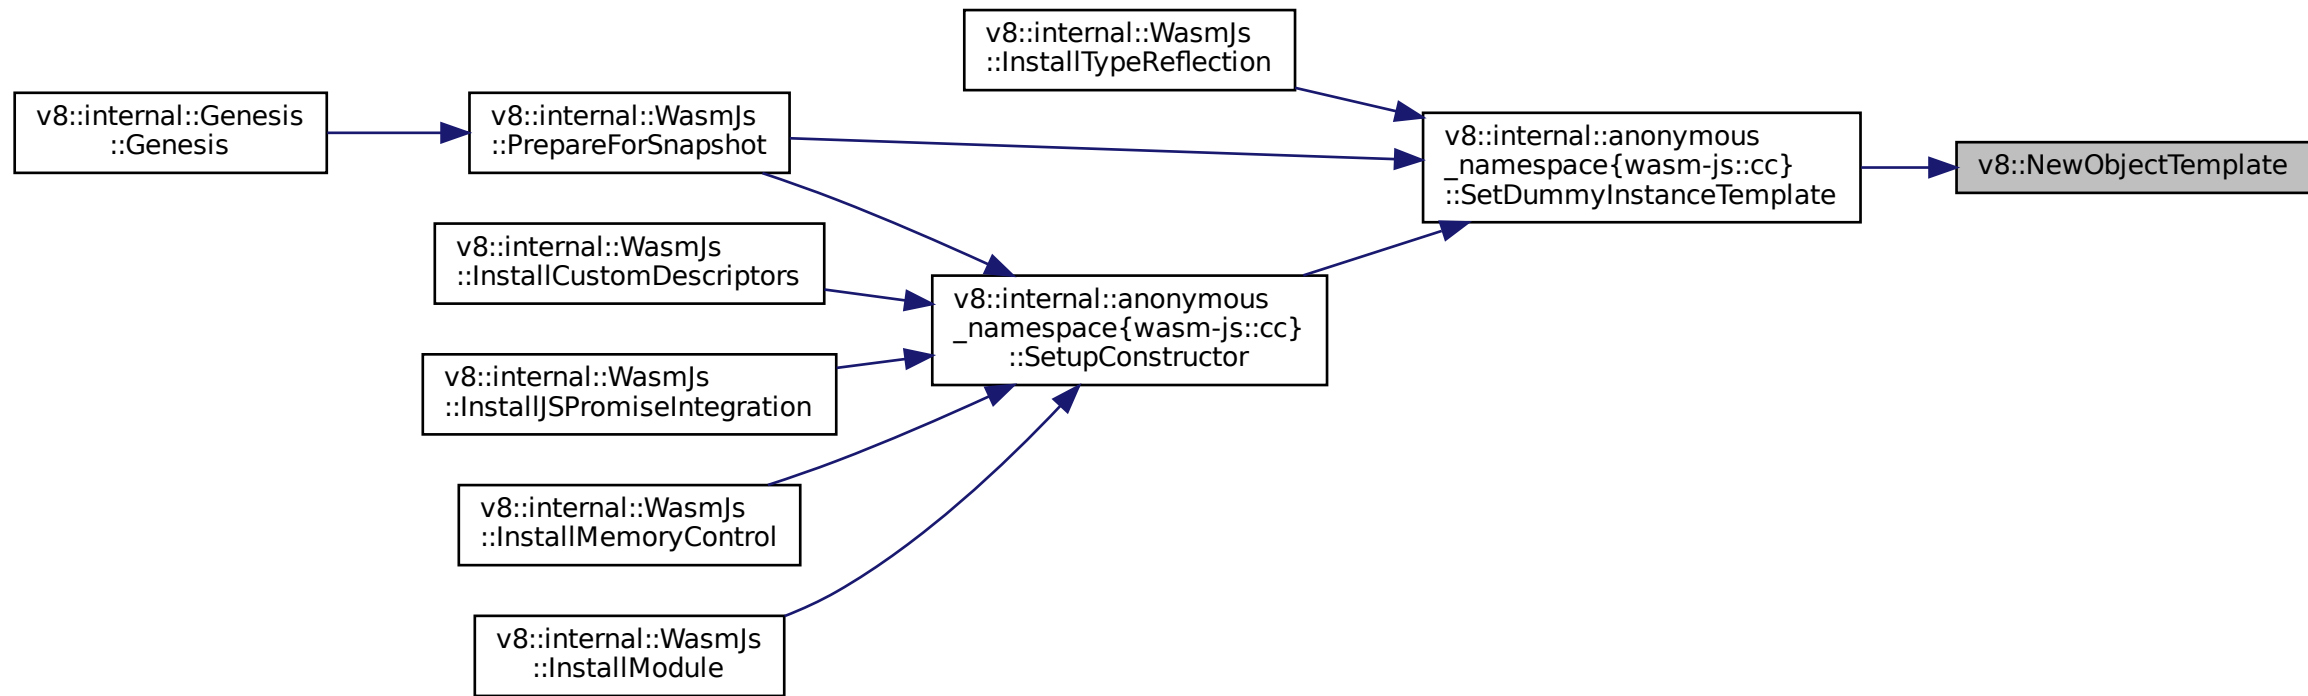 v8::internal::Genesis
::Genesis
v8::internal::WasmJs
::PrepareForSnapshot
v8::internal::WasmJs
::InstallTypeReflection
v8::internal::anonymous
_namespace{wasm-js::cc}
::SetDummyInstanceTemplate
v8::NewObjectTemplate
v8::internal::WasmJs
::InstallCustomDescriptors
v8::internal::anonymous
_namespace{wasm-js::cc}
::SetupConstructor
v8::internal::WasmJs
::InstallJSPromiseIntegration
v8::internal::WasmJs
::InstallMemoryControl
v8::internal::WasmJs
::InstallModule